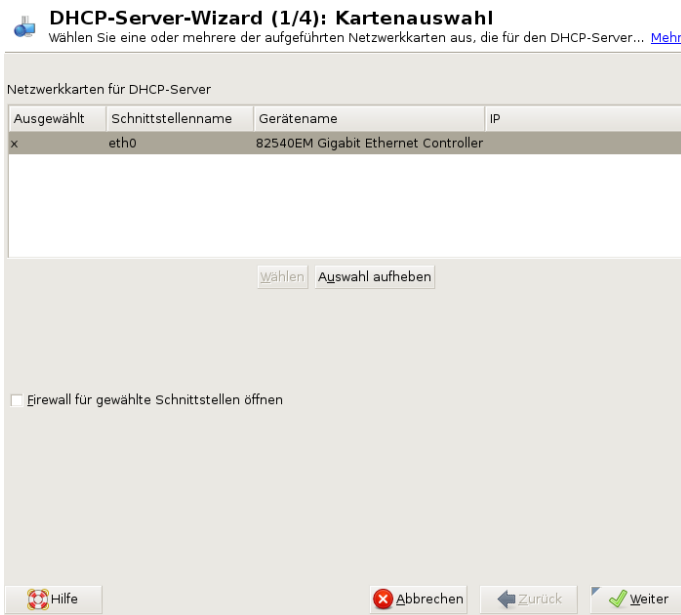 DHCP-Server-Wizard (1/4): Kartenauswahl
Wählen Sie eine oder mehrere der aufgeführten Netzwerkkarten aus, die für den DHCP-Server... Mehr
Netzwerkkarten für DHCP-Server
Ausgewählt Schnittstellenname Gerätename IP
x eth0 82540EM Gigabit Ethernet Controller
Wählen Auswahl aufheben
Firewall für gewählte Schnittstellen öffnen
Hilfe Abbrechen Zurück Weiter